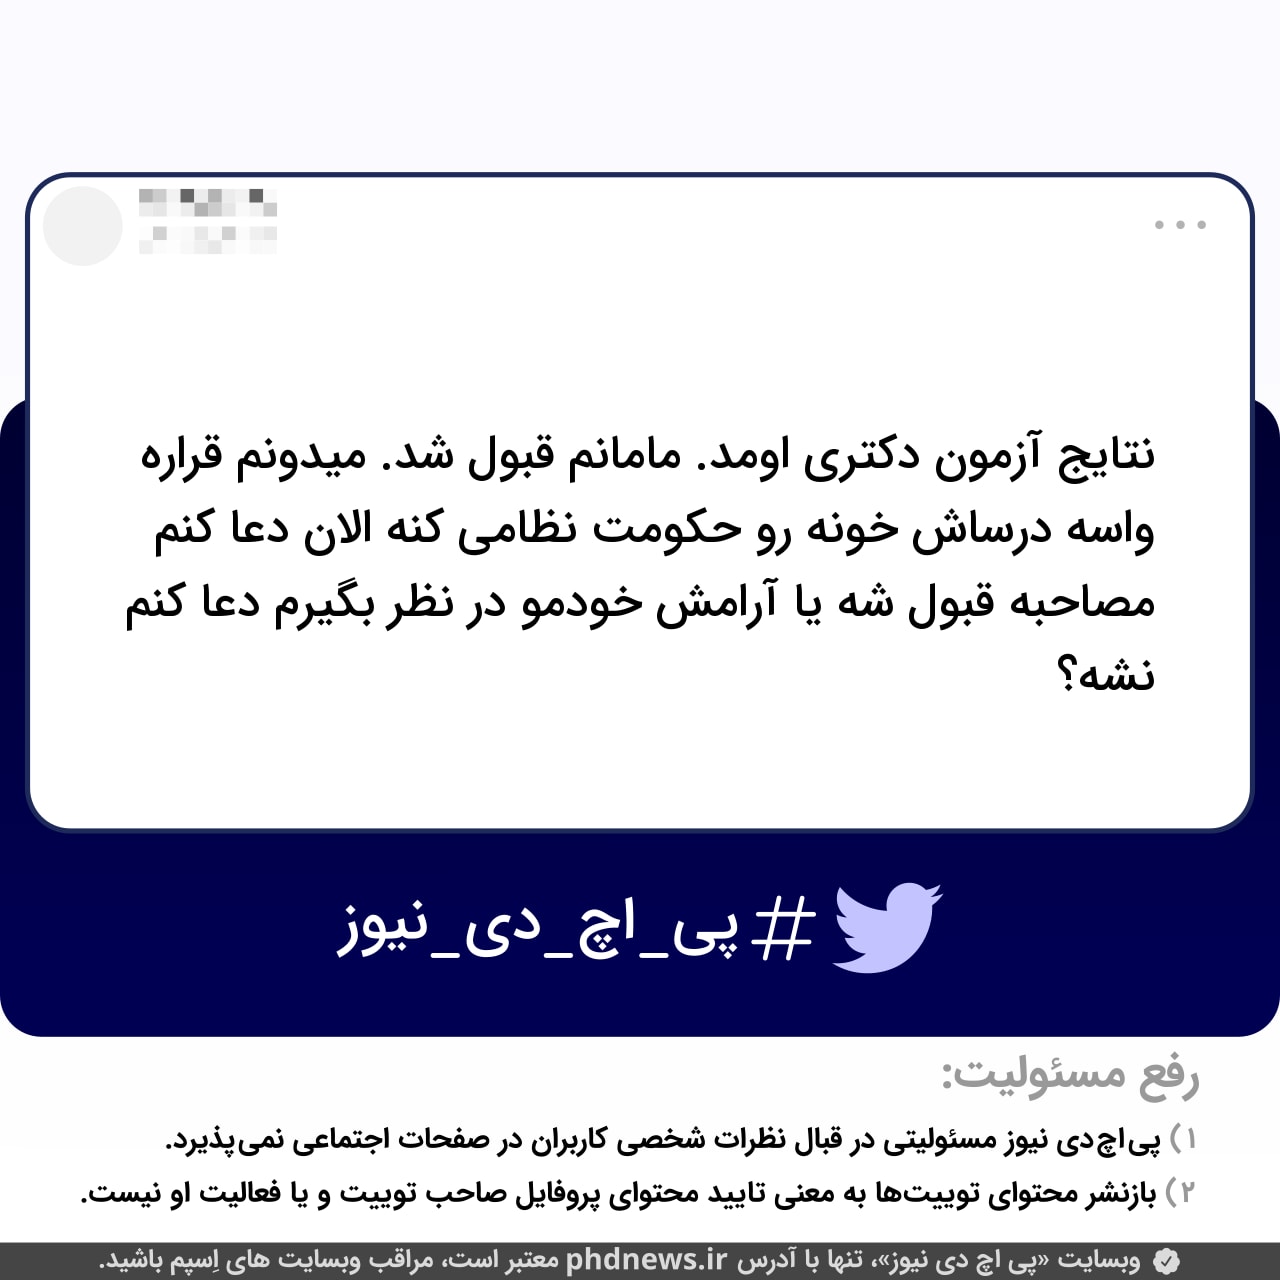 نتایج آزمون دکتری اومد. مامانم قبول شد. میدونم قراره
واسه درساش خونه رو حکومت نظامی کنه الان دعا کنم
مصاحبه قبول شه یا آرامش خودمو در نظر بگیرم دعا کنم
نشه؟
#پی_اچ_دی_نیوز
رفع مسئولیت:
۱) پی‌اچ‌دی نیوز مسئولیتی در قبال نظرات شخصی کاربران در صفحات اجتماعی نمی‌پذیرد.
۲) بازنشر محتوای توییت‌ها به معنی تایید محتوای پروفایل صاحب توییت و یا فعالیت او نیست.
وبسایت «پی اچ دی نیوز»، تنها با آدرس phdnews.ir معتبر است، مراقب وبسایت های اِسپم باشید.